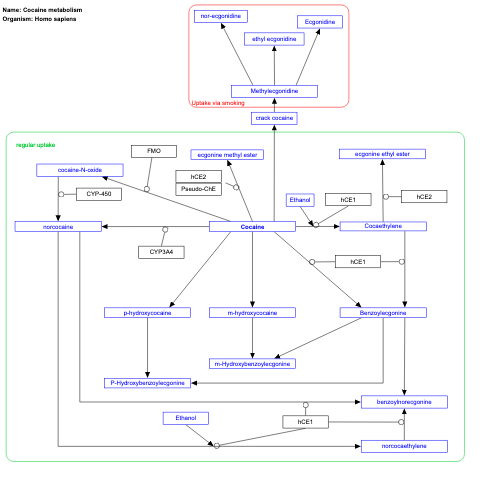 Name: Cocaine metabolism
Organism: Homo sapiens
nor-ecgonidine
Ecgonidine
ethyl ecgonidine
Methylecgonidine
Uptake via smoking
crack cocaine
regular uptake
FMO
ecgonine methyl ester
ecgonine ethyl ester
cocaine-N-oxide
hCE2
Pseudo-ChE
CYP-450
Ethanol
hCE1
hCE2
norcocaine
Cocaine
Cocaethylene
CYP3A4
hCE1
p-hydroxycocaine
m-hydroxycocaine
Benzoylecgonine
m-Hydroxybenzoylecgonine
P-Hydroxybenzoylecgonine
benzoylnorecgonine
Ethanol
hCE1
norcocaethylene